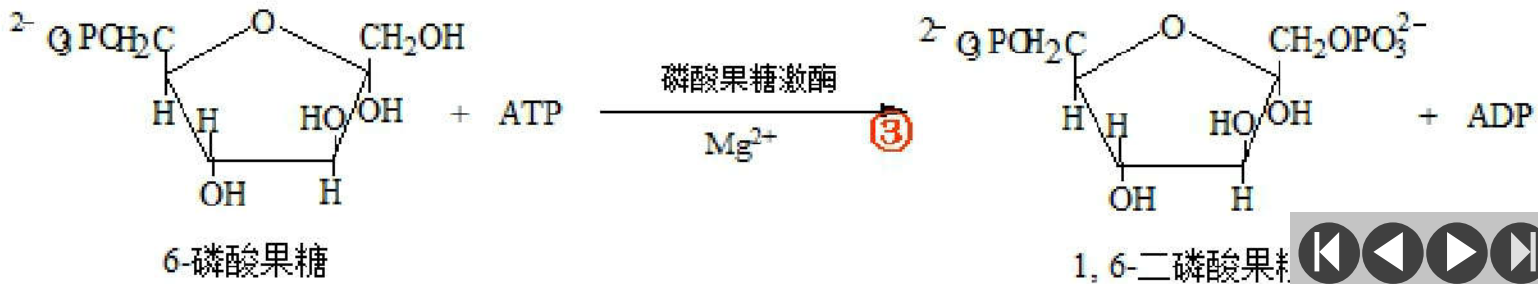 2- O3POH2C O CH2OH
H H HO OH
OH H
+ ATP
磷酸果糖激酶
Mg2+
③
2- O3POH2C O CH2OPO3 2-
H H HO OH
OH H
+ ADP
6-磷酸果糖
1, 6-二磷酸果糖